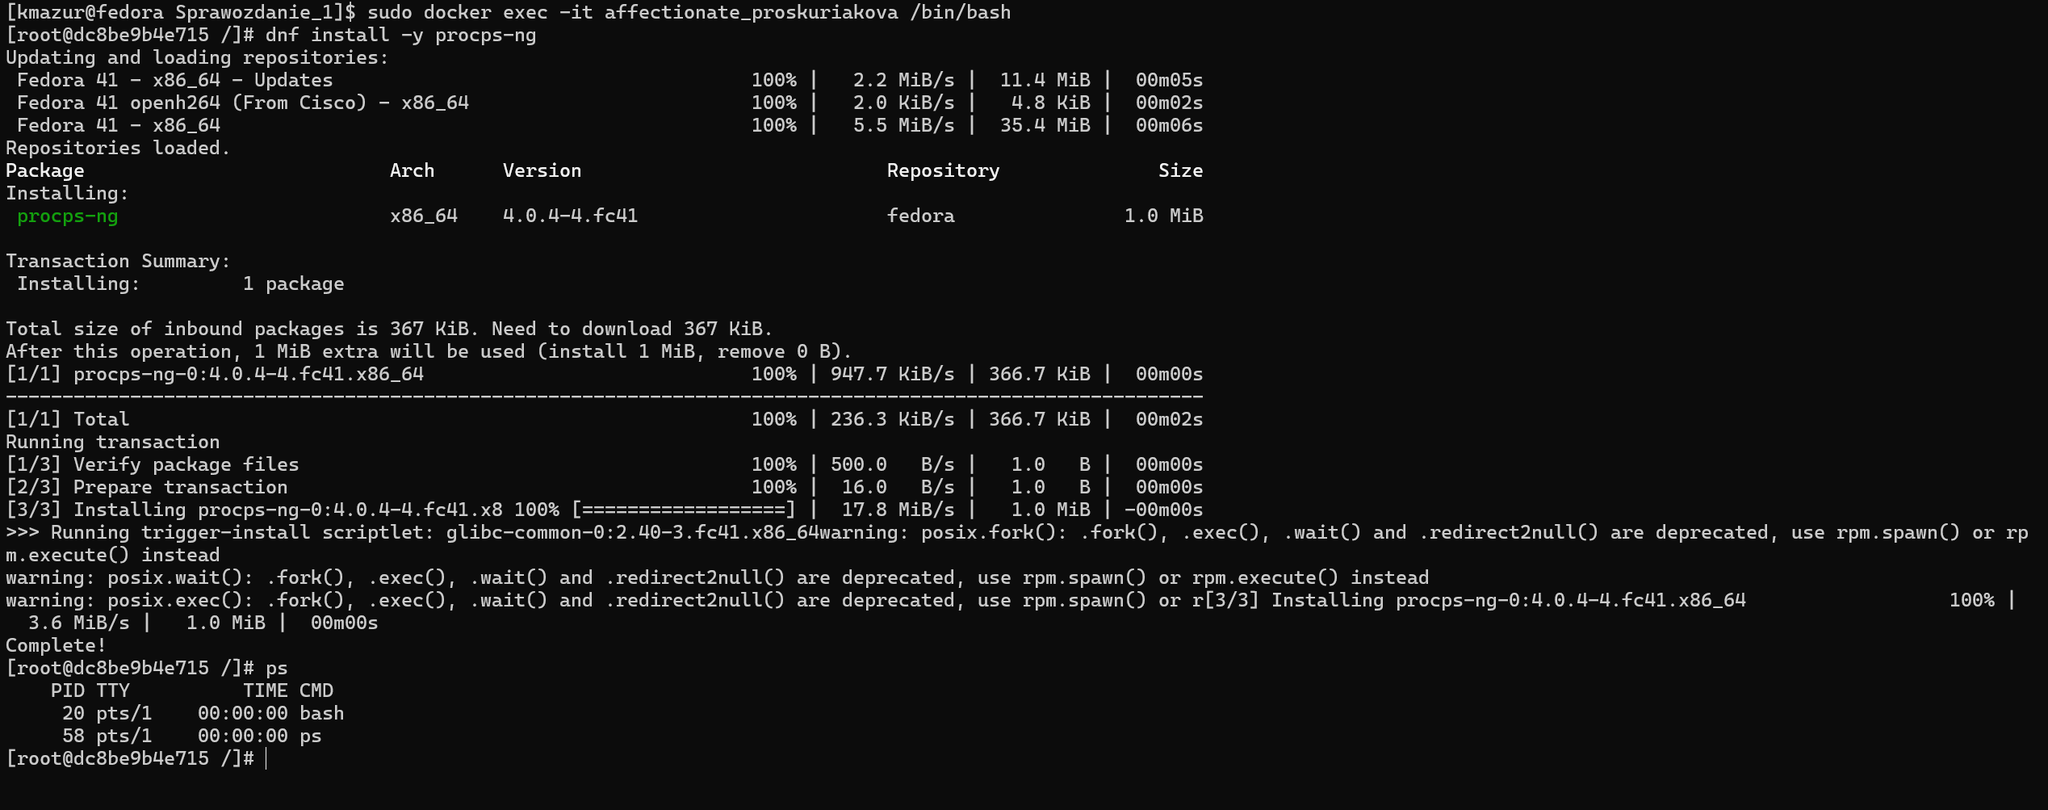 [kmazur@fedora Sprawozdanie_1]$ sudo docker exec -it affectionate_proskuriakova /bin/bash
[root@dc8be9b4e715 /]# dnf install -y procps-ng
Updating and loading repositories:
 Fedora 41 - x86_64 - Updates                                     100% |   2.2 MiB/s |  11.4 MiB |  00m05s
 Fedora 41 openh264 (From Cisco) - x86_64                         100% |   2.0 KiB/s |   4.8 KiB |  00m02s
 Fedora 41 - x86_64                                               100% |   5.5 MiB/s |  35.4 MiB |  00m06s
Repositories loaded.
Package                           Arch      Version                           Repository              Size
Installing:
 procps-ng                        x86_64    4.0.4-4.fc41                      fedora               1.0 MiB

Transaction Summary:
 Installing:         1 package

Total size of inbound packages is 367 KiB. Need to download 367 KiB.
After this operation, 1 MiB extra will be used (install 1 MiB, remove 0 B).
[1/1] procps-ng-0:4.0.4-4.fc41.x86_64                             100% | 947.7 KiB/s | 366.7 KiB |  00m00s
----------------------------------------------------------------------------------------------------------
[1/1] Total                                                       100% | 236.3 KiB/s | 366.7 KiB |  00m02s
Running transaction
[1/3] Verify package files                                        100% | 500.0   B/s |   1.0   B |  00m00s
[2/3] Prepare transaction                                         100% |  16.0   B/s |   1.0   B |  00m00s
[3/3] Installing procps-ng-0:4.0.4-4.fc41.x8 100% [==================] |  17.8 MiB/s |   1.0 MiB | -00m00s
>>> Running trigger-install scriptlet: glibc-common-0:2.40-3.fc41.x86_64warning: posix.fork(): .fork(), .exec(), .wait() and .redirect2null() are deprecated, use rpm.spawn() or rp
m.execute() instead
warning: posix.wait(): .fork(), .exec(), .wait() and .redirect2null() are deprecated, use rpm.spawn() or rpm.execute() instead
warning: posix.exec(): .fork(), .exec(), .wait() and .redirect2null() are deprecated, use rpm.spawn() or r[3/3] Installing procps-ng-0:4.0.4-4.fc41.x86_64                  100% |
  3.6 MiB/s |   1.0 MiB |  00m00s
Complete!
[root@dc8be9b4e715 /]# ps
    PID TTY          TIME CMD
     20 pts/1    00:00:00 bash
     58 pts/1    00:00:00 ps
[root@dc8be9b4e715 /]#